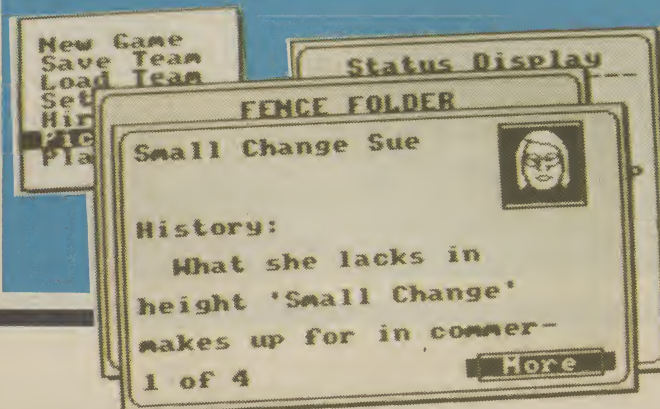 New Game
Save Team
Load Team
Set
Hir
Pic
Pla
Status Display
FENCE FOLDER
Small Change Sue
History:
What she lacks in
height 'Small Change'
makes up for in commer-
1 of 4
More